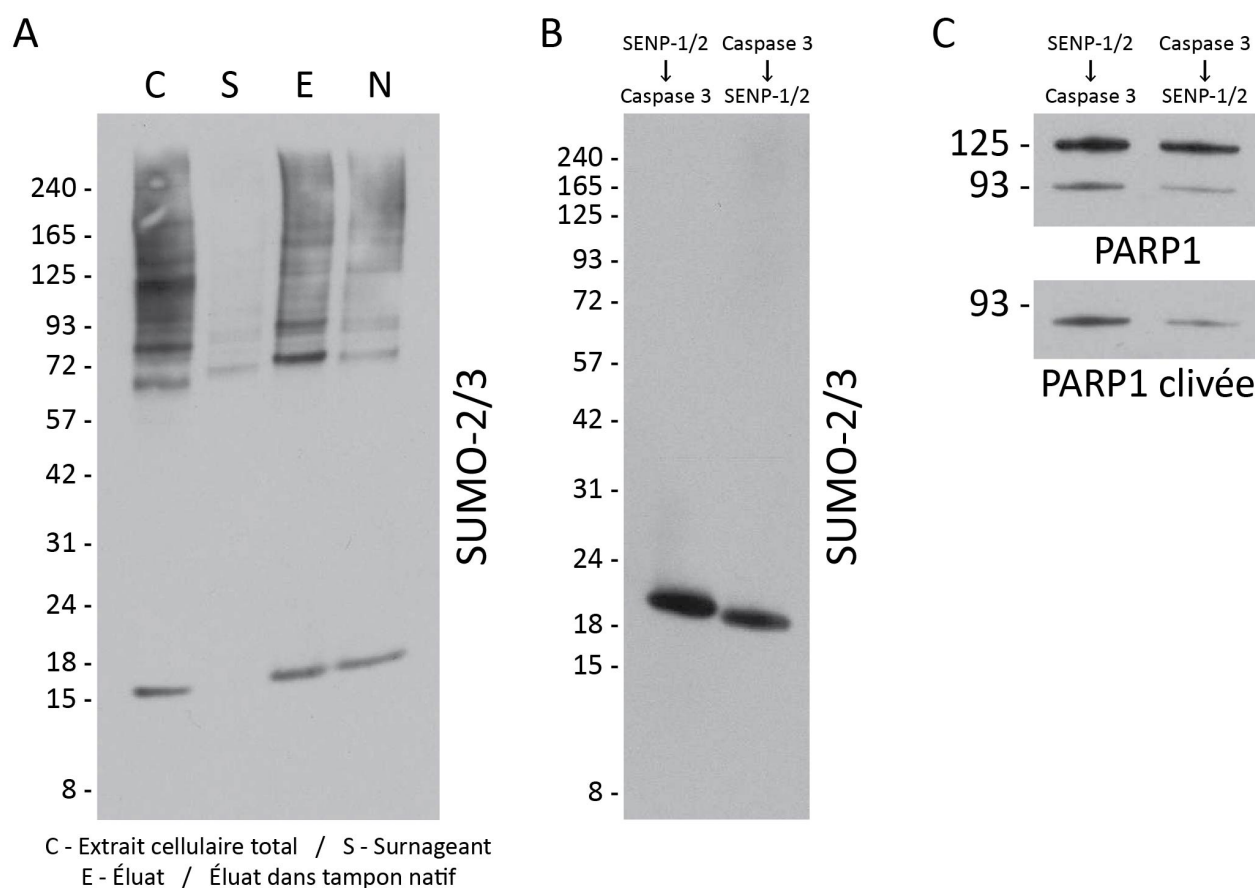 A
C S E N
240 -
165 -
125 -
93 -
72 -
57 -
42 -
31 -
24 -
18 -
15 -
8 -
SUMO-2/3
C - Extrait cellulaire total / S - Surnageant
E - Éluat / Éluat dans tampon natif
B
SENP-1/2 Caspase 3
↓ ↓
Caspase 3 SENP-1/2
240 -
165 -
125 -
93 -
72 -
57 -
42 -
31 -
24 -
18 -
15 -
8 -
SUMO-2/3
C
SENP-1/2 Caspase 3
↓ ↓
Caspase 3 SENP-1/2
125 -
93 -
PARP1
93 -
PARP1 clivée